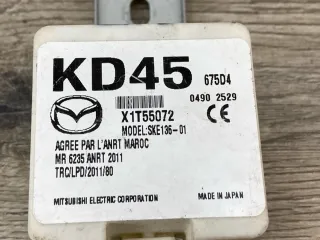 KD45 675D4
0490 2529
X1T55072
MODEL:SKE136-01 CE
AGREE PAR L'ANRT MAROC
MR 6235 ANRT 2011
TRC/LPD/2011/80
MITSUBISHI ELECTRIC CORPORATION MADE IN JAPAN